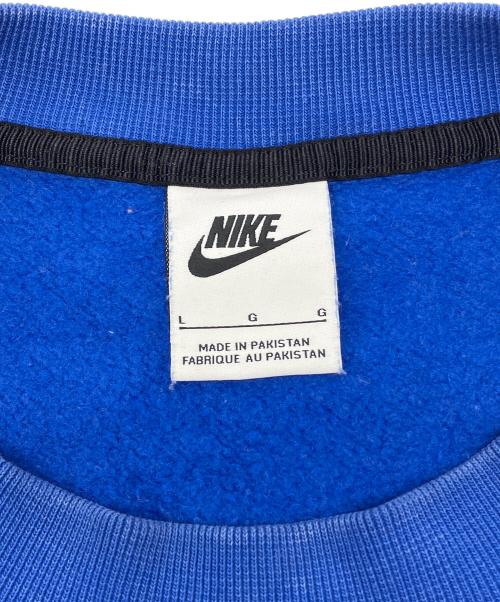 NIKE
L G G
MADE IN PAKISTAN
FABRIQUE AU PAKISTAN